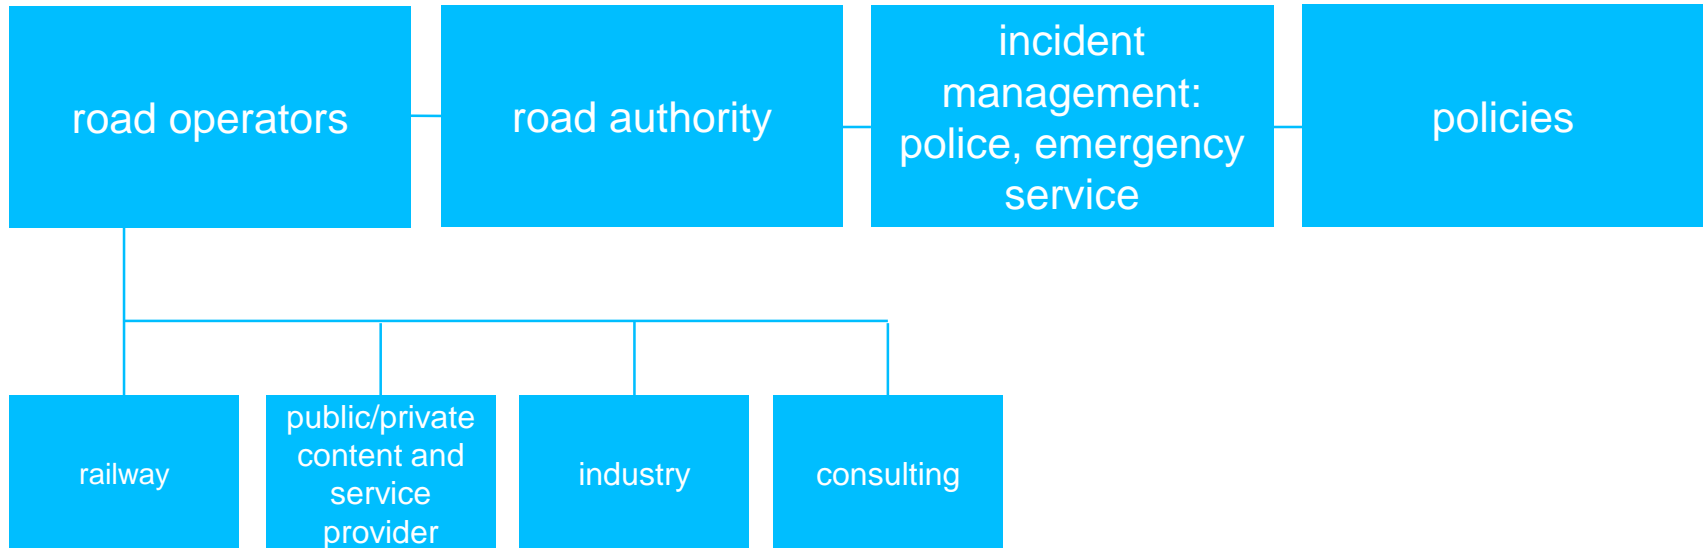 road operators
road authority
incident
management:
police, emergency
service
policies
railway
public/private
content and
service
provider
industry
consulting